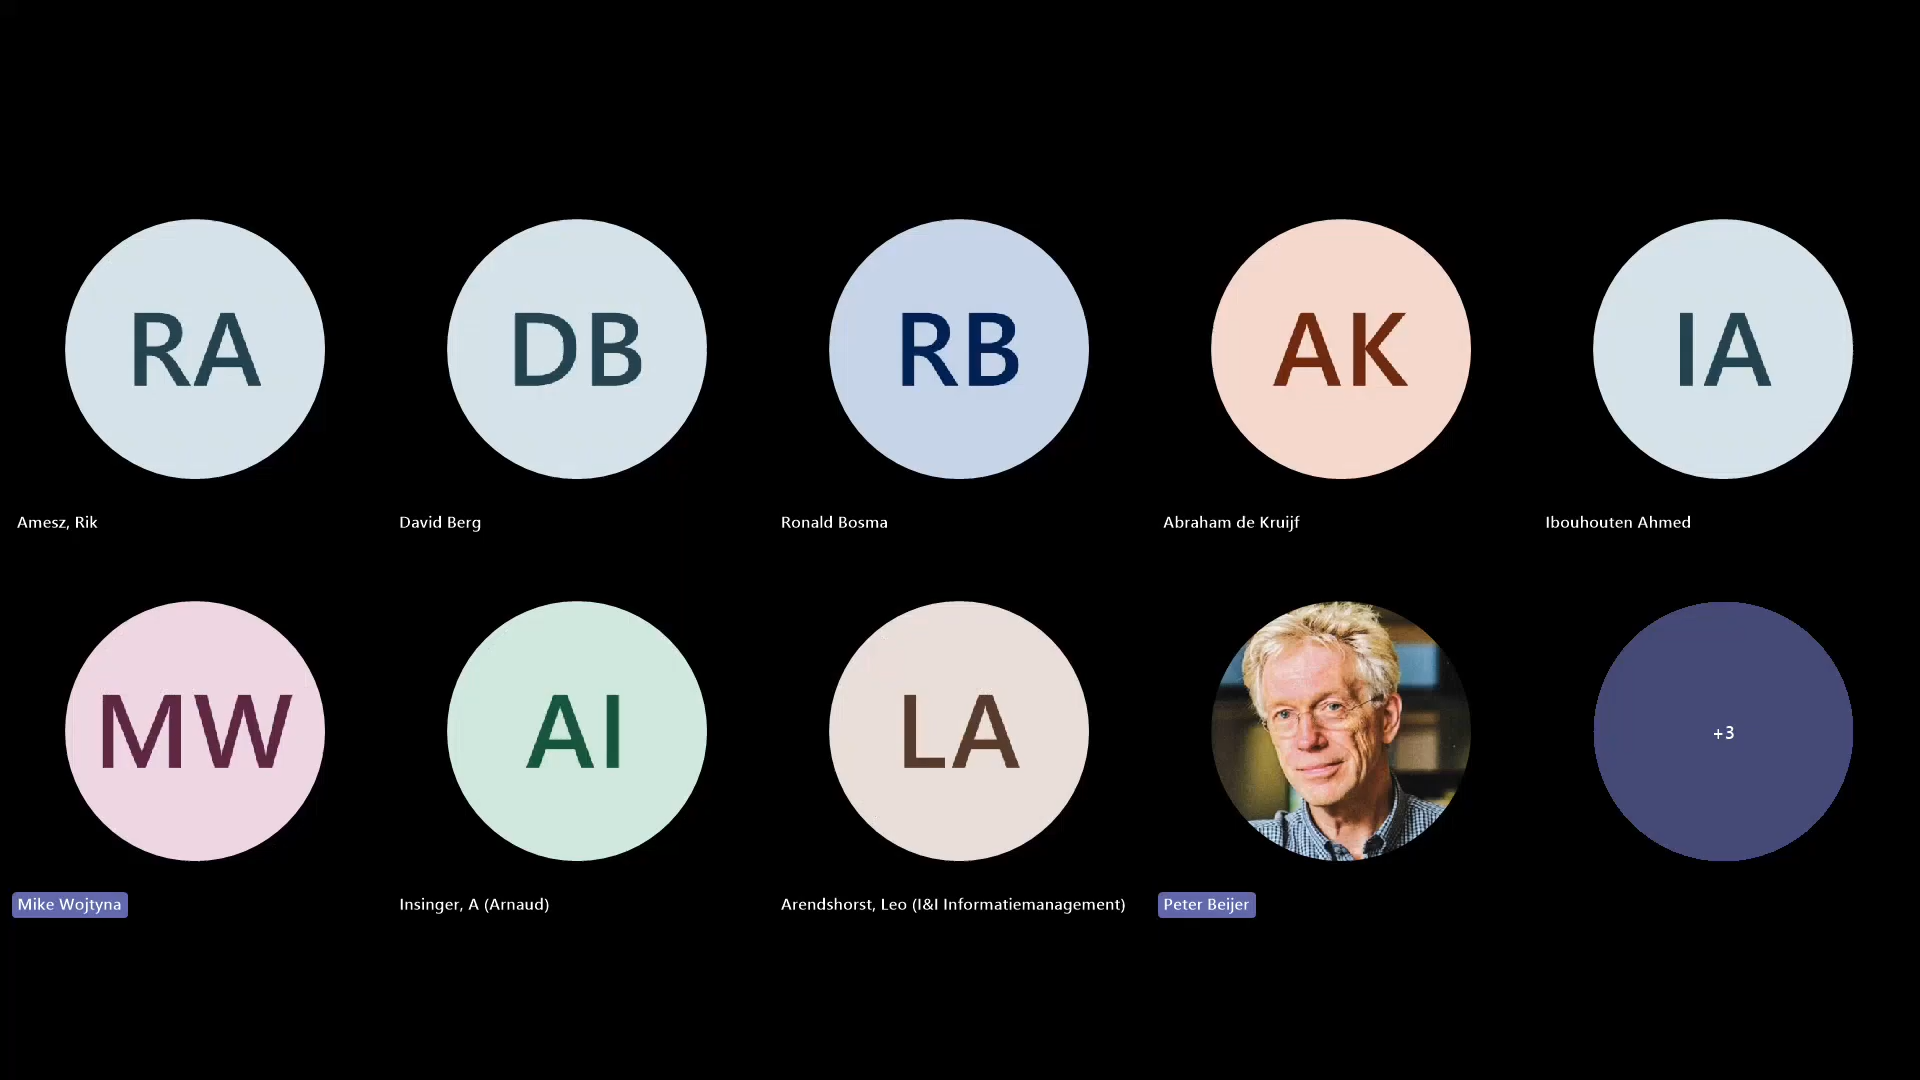 RA
DB
RB
AK
IA
Amesz, Rik
David Berg
Ronald Bosma
Abraham de Kruijf
Ibouhouten Ahmed
MW
AI
LA
+3
Mike Wojtyna
Insinger, A (Arnaud)
Arendshorst, Leo (I&I Informatiemanagement)
Peter Beijer